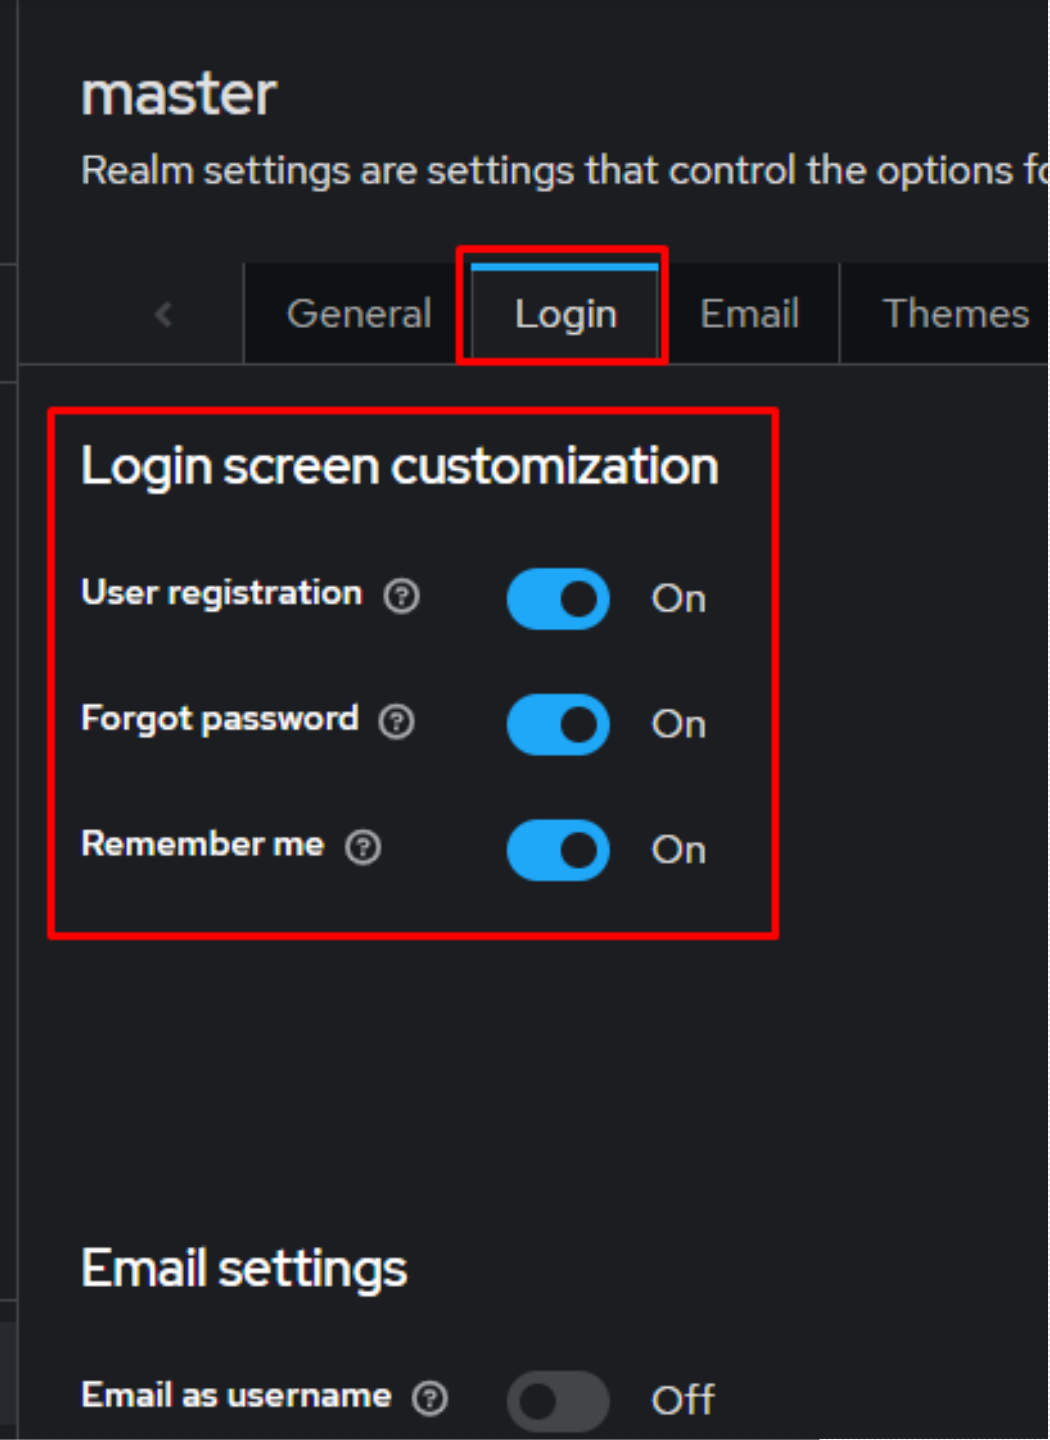 master
Realm settings are settings that control the options fo
General Login Email Themes
Login screen customization
User registration On
Forgot password On
Remember me On
Email settings
Email as username Off